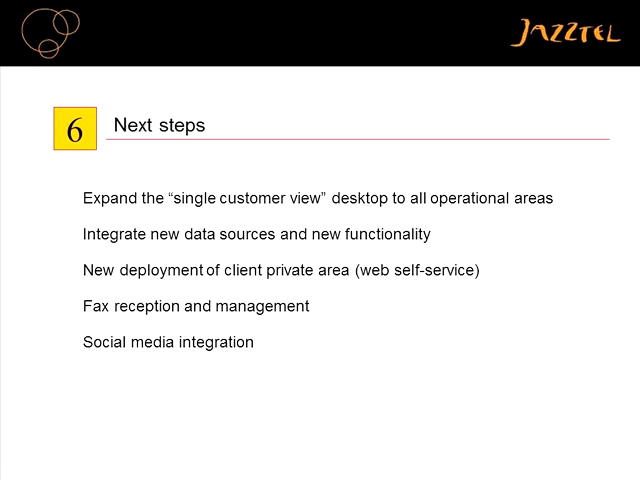 JAZZTEL
6
Next steps
Expand the “single customer view” desktop to all operational areas
Integrate new data sources and new functionality
New deployment of client private area (web self-service)
Fax reception and management
Social media integration